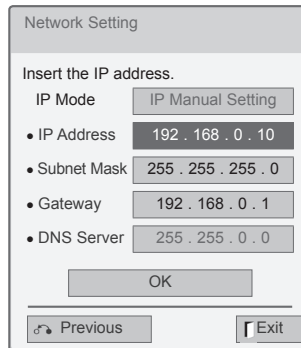 Network Setting
Insert the IP address.
IP Mode IP Manual Setting
• IP Address 192 . 168 . 0 . 10
• Subnet Mask 255 . 255 . 255 . 0
• Gateway 192 . 168 . 0 . 1
• DNS Server 255 . 255 . 0 . 0
OK
Previous Exit